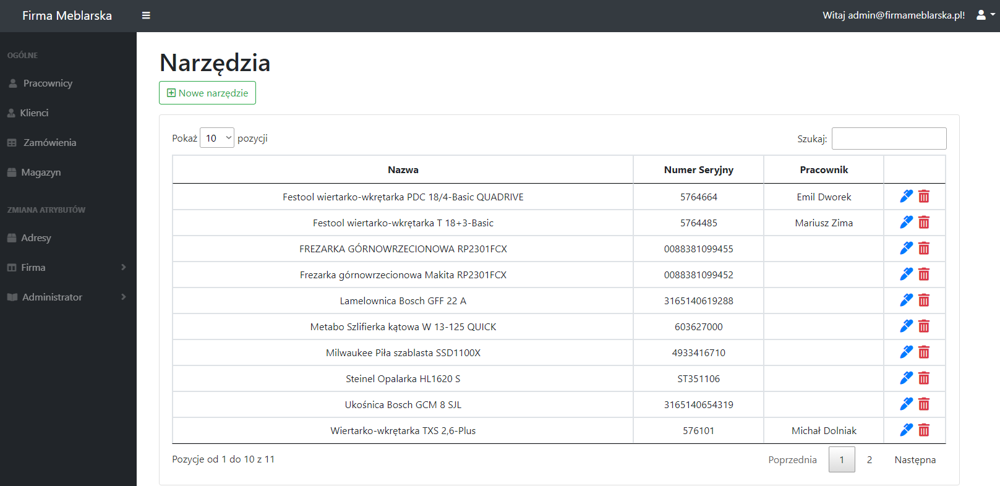 Firma Meblarska
Witaj admin@firmameblarska.pl!
OGÓLNE
Pracownicy
Klienci
Zamówienia
Magazyn
ZMIANA ATRYBUTÓW
Adresy
Firma
Administrator
Narzędzia
Nowe narzędzie
Pokaż 10 pozycji
Szukaj:
Nazwa Numer Seryjny Pracownik
Festool wiertarko-wkrętarka PDC 18/4-Basic QUADRIVE 5764664 Emil Dworek
Festool wiertarko-wkrętarka T 18+3-Basic 5764485 Mariusz Zima
FREZARKA GÓRNOWRZECIONOWA RP2301FCX 0088381099455
Frezarka górnowrzecionowa Makita RP2301FCX 0088381099452
Lamelownica Bosch GFF 22 A 3165140619288
Metabo Szlifierka kątowa W 13-125 QUICK 603627000
Milwaukee Piła szablasta SSD1100X 4933416710
Steinel Opalarka HL1620 S ST351106
Ukośnica Bosch GCM 8 SJL 3165140654319
Wiertarko-wkrętarka TXS 2,6-Plus 576101 Michał Dolniak
Pozycje od 1 do 10 z 11
Poprzednia 1 2 Następna